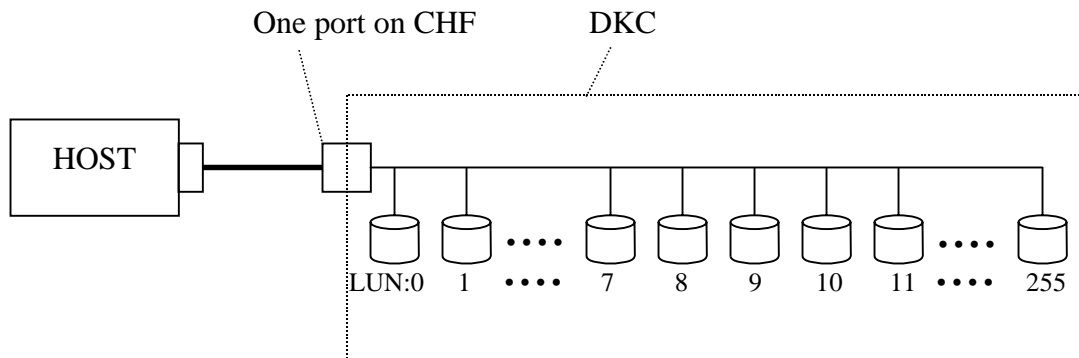 One port on CHF
DKC
HOST
LUN:0 1 •••• 7 8 9 10 11 •••• 255